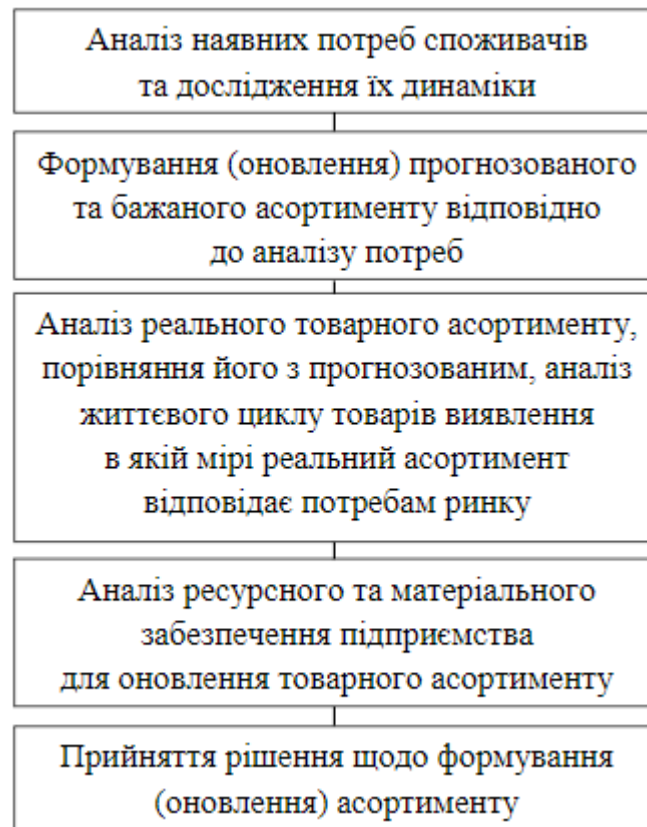 Аналіз наявних потреб споживачів
та дослідження їх динаміки
Формування (оновлення) прогнозованого
та бажаного асортименту відповідно
до аналізу потреб
Аналіз реального товарного асортименту,
порівняння його з прогнозованим, аналіз
життєвого циклу товарів виявлення
в якій мірі реальний асортимент
відповідає потребам ринку
Аналіз ресурсного та матеріального
забезпечення підприємства
для оновлення товарного асортименту
Прийняття рішення щодо формування
(оновлення) асортименту